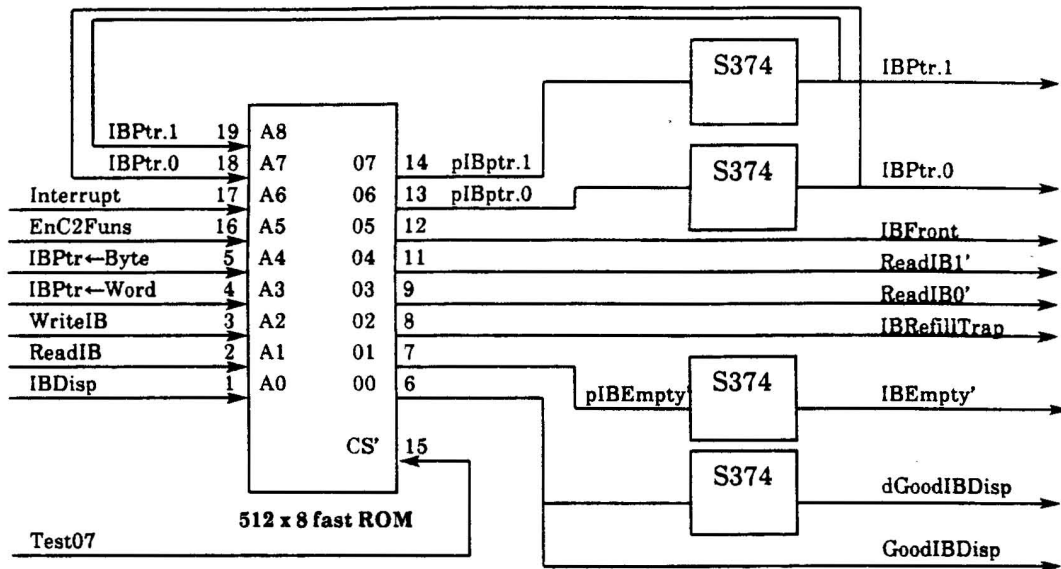 S374 IBPtr.1
IBPtr.1 19 A8
S374
IBPtr.0 18 A7 07 14 pIBptr.1 IBPtr.0
Interrupt 17 A6 06 13 pIBptr.0
EnC2Funs 16 A5 05 12 IBFront
IBPtr←Byte 5 A4 04 11 ReadIB1'
IBPtr←Word 4 A3 03 9 ReadIB0'
WriteIB 3 A2 02 8 IBRefillTrap
ReadIB 2 A1 01 7 S374
IBDisp 1 A0 00 6 pIBEmpty' IBEmpty'
CS' 15 S374
dGoodIBDisp
512 x 8 fast ROM
Test07 GoodIBDisp